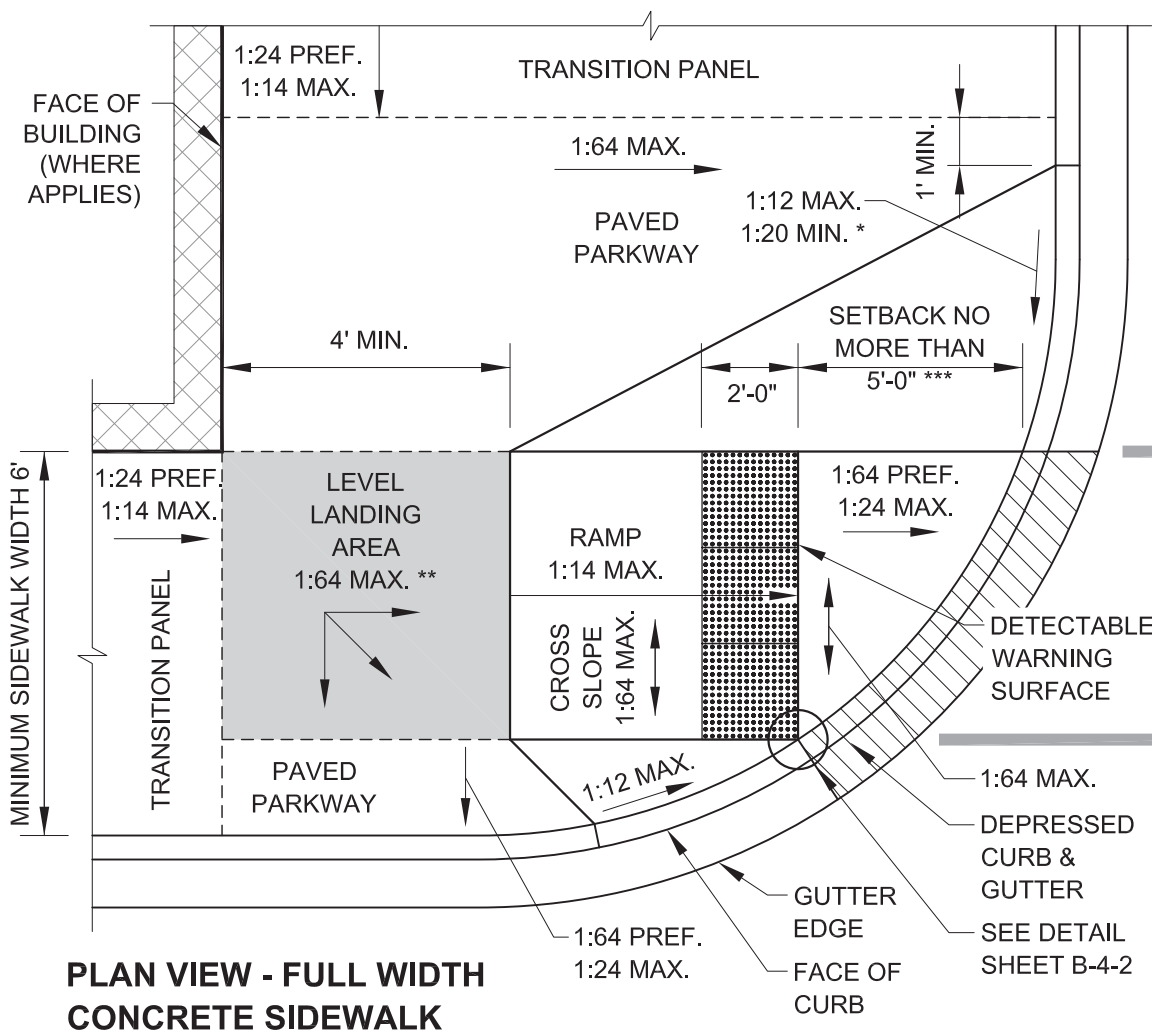 1:24 PREF.
1:14 MAX.
TRANSITION PANEL
FACE OF
BUILDING
(WHERE
APPLIES)
1:64 MAX.
1' MIN.
1:12 MAX.
1:20 MIN. *
PAVED
PARKWAY
SETBACK NO
MORE THAN
5'-0" ***
4' MIN.
2'-0"
MINIMUM SIDEWALK WIDTH 6'
1:24 PREF.
1:14 MAX.
TRANSITION PANEL
LEVEL
LANDING
AREA
1:64 MAX. **
RAMP
1:14 MAX.
CROSS
SLOPE
1:64 MAX.
1:64 PREF.
1:24 MAX.
DETECTABLE
WARNING
SURFACE
PAVED
PARKWAY
1:12 MAX.
1:64 MAX.
DEPRESSED
CURB &
GUTTER
GUTTER
EDGE
SEE DETAIL
SHEET B-4-2
1:64 PREF.
1:24 MAX.
FACE OF
CURB
PLAN VIEW - FULL WIDTH
CONCRETE SIDEWALK